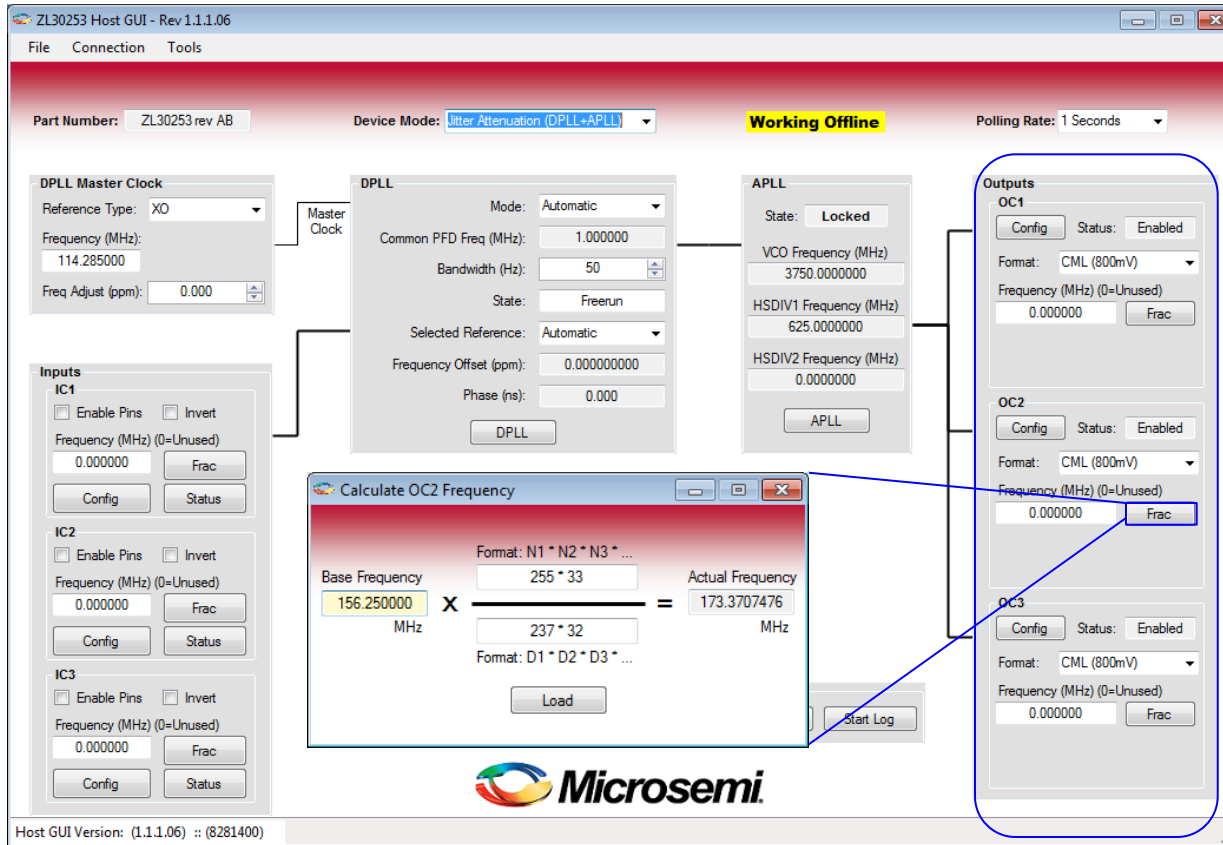 ZL30253 Host GUI - Rev 1.1.1.06
File Connection Tools
Part Number: ZL30253 rev AB
Device Mode: Jitter Attenuation (DPLL+APLL)
Working Offline
Polling Rate: 1 Seconds
DPLL Master Clock
Reference Type: XO
Frequency (MHz):
114.285000
Freq Adjust (ppm): 0.000
Master
Clock
Inputs
IC1
Enable Pins Invert
Frequency (MHz) (0=Unused)
0.000000 Frac
Config Status
IC2
Enable Pins Invert
Frequency (MHz) (0=Unused)
0.000000 Frac
Config Status
IC3
Enable Pins Invert
Frequency (MHz) (0=Unused)
0.000000 Frac
Config Status
DPLL
Mode: Automatic
Common PFD Freq (MHz): 1.000000
Bandwidth (Hz): 50
State: Freerun
Selected Reference: Automatic
Frequency Offset (ppm): 0.000000000
Phase (ns): 0.000
DPLL
APLL
State: Locked
VCO Frequency (MHz)
3750.0000000
HSDIV1 Frequency (MHz)
625.0000000
HSDIV2 Frequency (MHz)
0.0000000
APLL
Outputs
OC1
Config Status: Enabled
Format: CML (800mV)
Frequency (MHz) (0=Unused)
0.000000 Frac
OC2
Config Status: Enabled
Format: CML (800mV)
Frequency (MHz) (0=Unused)
0.000000 Frac
OC3
Config Status: Enabled
Format: CML (800mV)
Frequency (MHz) (0=Unused)
0.000000 Frac
Calculate OC2 Frequency
Format: N1 * N2 * N3 * ...
Base Frequency 255 * 33 Actual Frequency
156.250000 X = 173.3707476
MHz 237 * 32 MHz
Format: D1 * D2 * D3 * ...
Load
Start Log
Microsemi.
Host GUI Version: (1.1.1.06) :: (8281400)